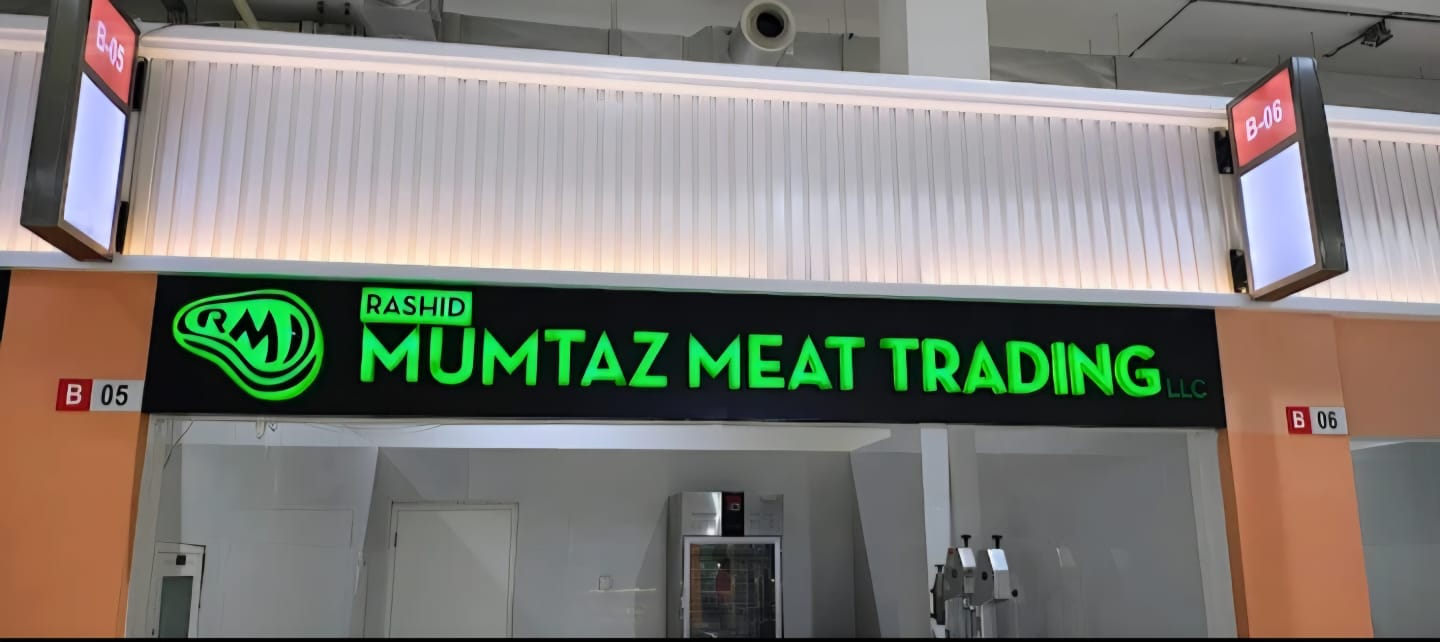 B-05
B-06
RMT
RASHID
MUMTAZ MEAT TRADING LLC
B 05
B 06